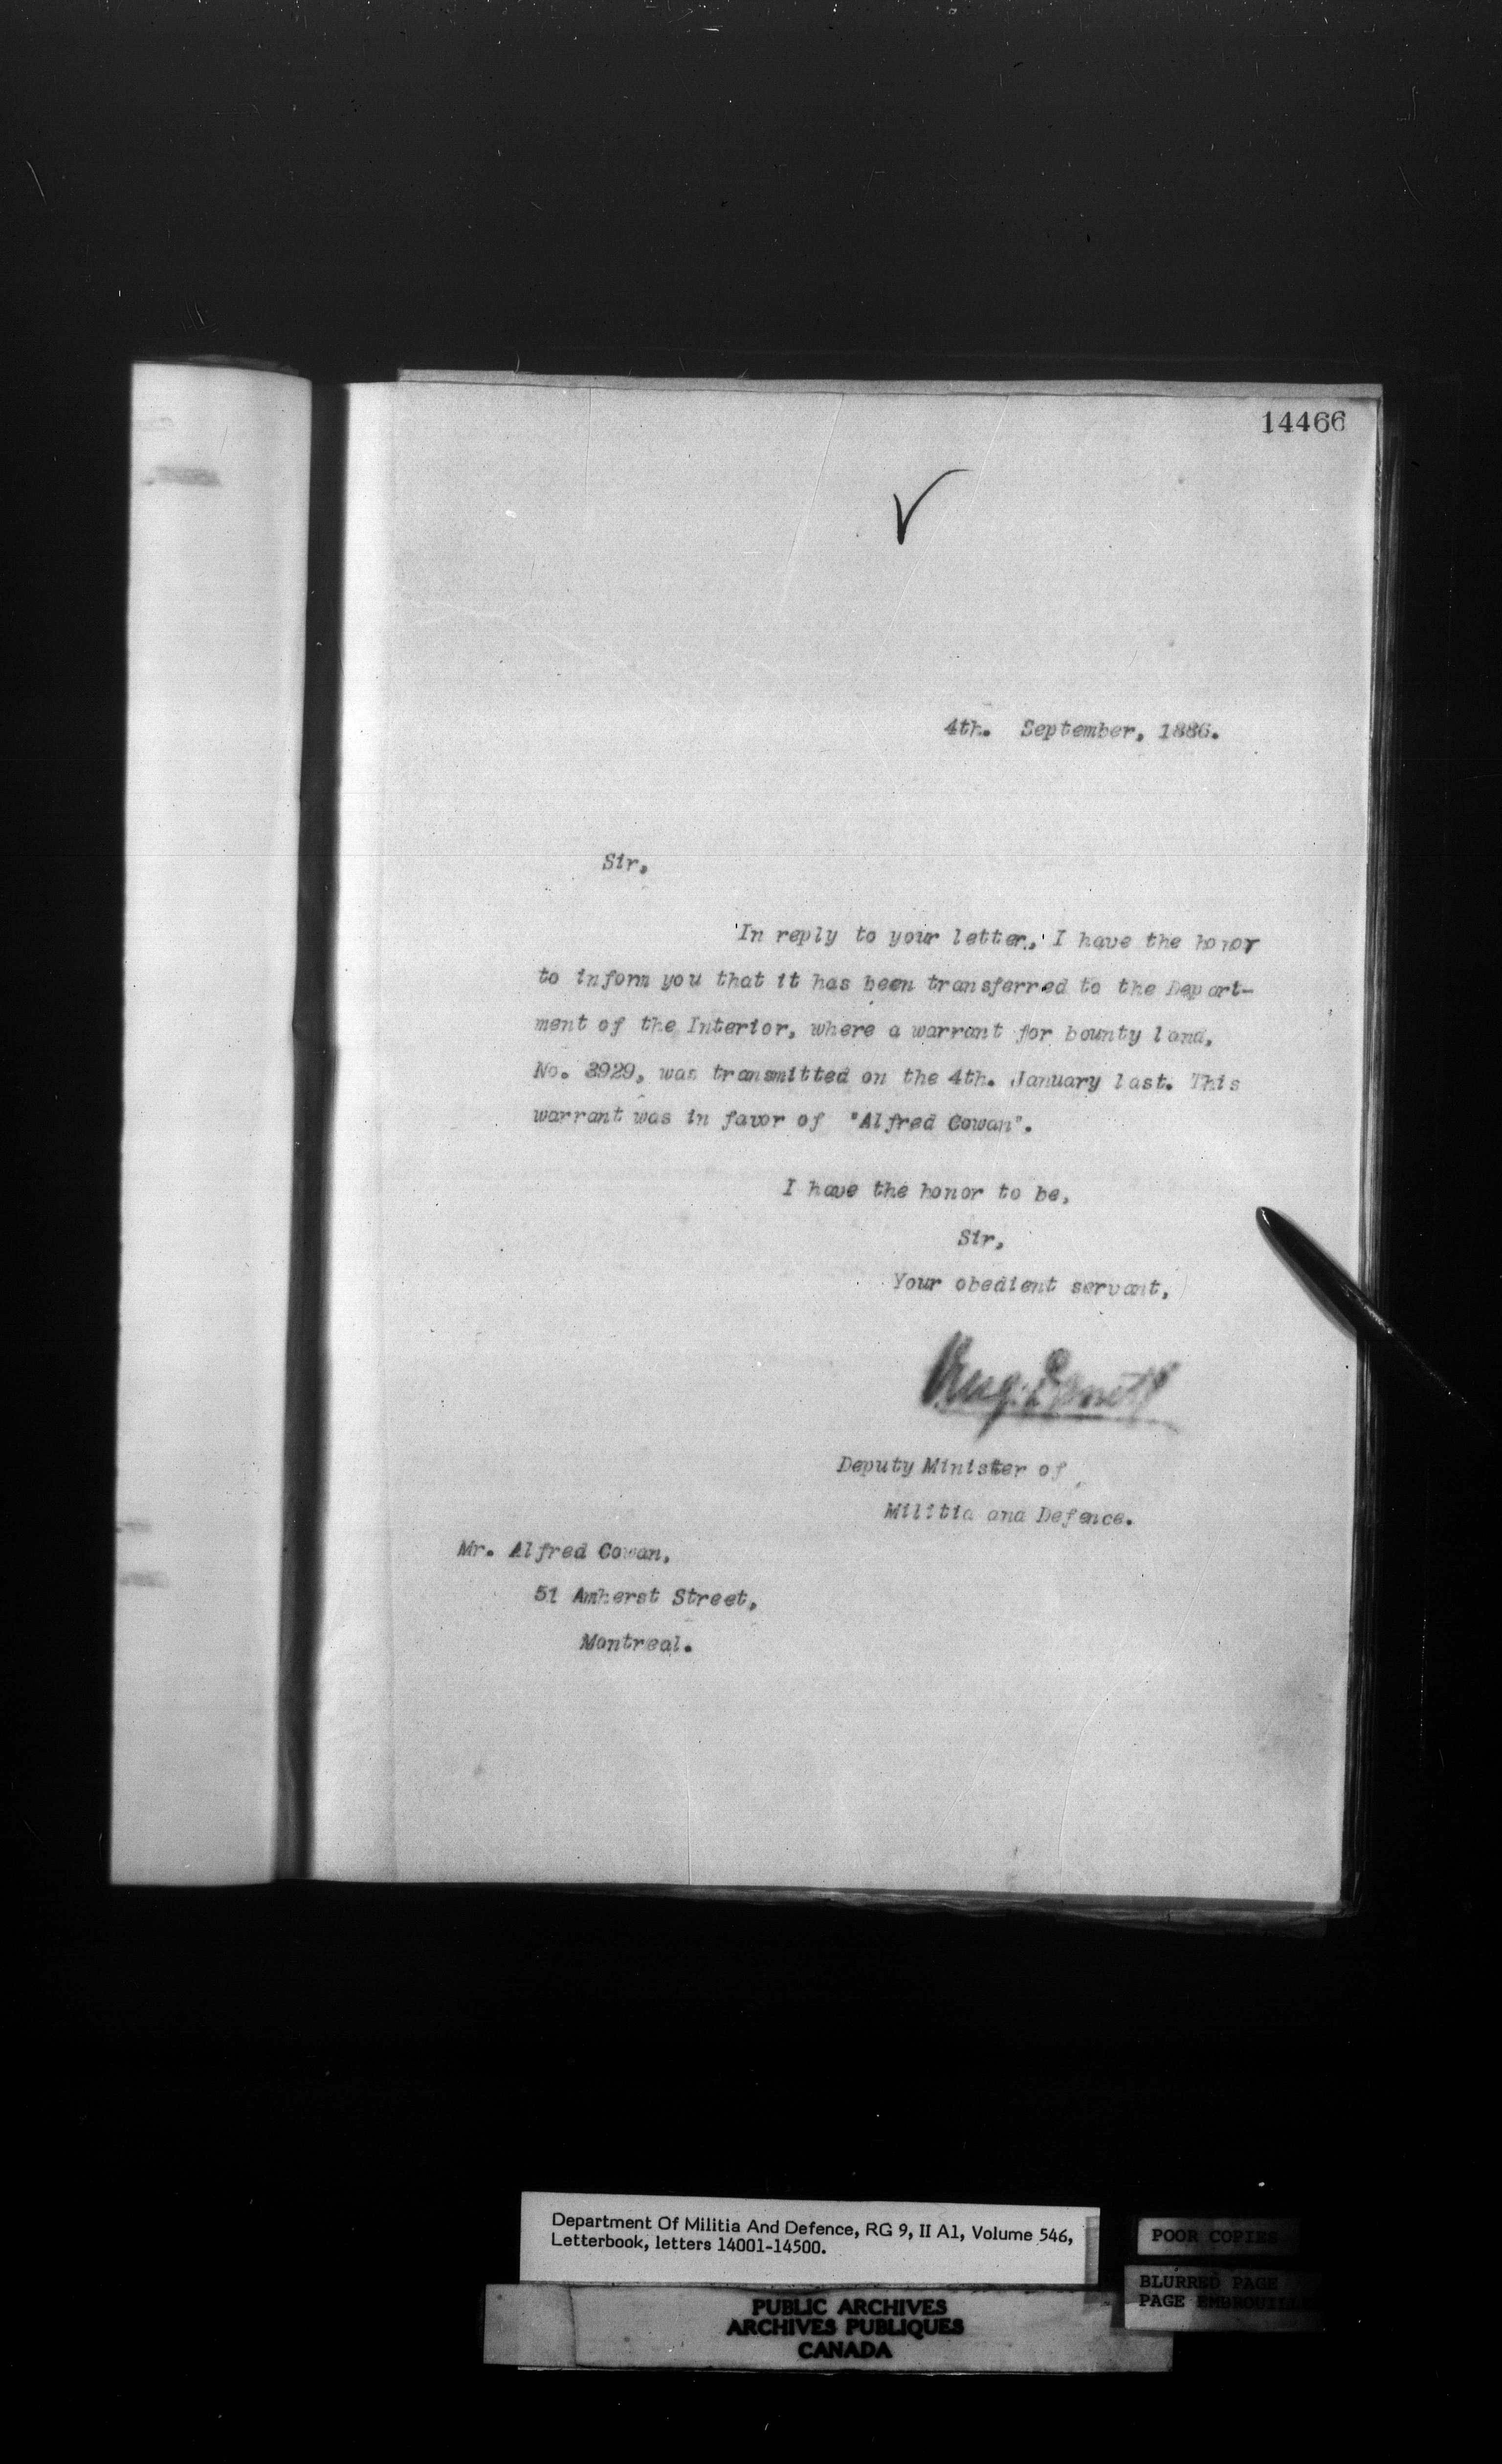 14466
4th. September, 1886.
Sir,
'In reply to your letter,' I have the honor
to inform you that it has been transferred to the Depart-
ment of the Interior, where a warrant for bounty land,
No. 3929, was transmitted on the 4th. January last. This
warrant was in favor of "Alfred Cowan".
I have the honor to be,
Sir,
Your obedient servant,
Deputy Minister of
Militia and Defence.
Mr. Alfred Cowan,
51 Amherst Street,
Montreal.
Department Of Militia And Defence, RG 9, II A1, Volume 546,
Letterbook, letters 14001-14500.
POOR COPIES
BLURRED PAGE
PAGE EMBROUILLEE
PUBLIC ARCHIVES
ARCHIVES PUBLIQUES
CANADA